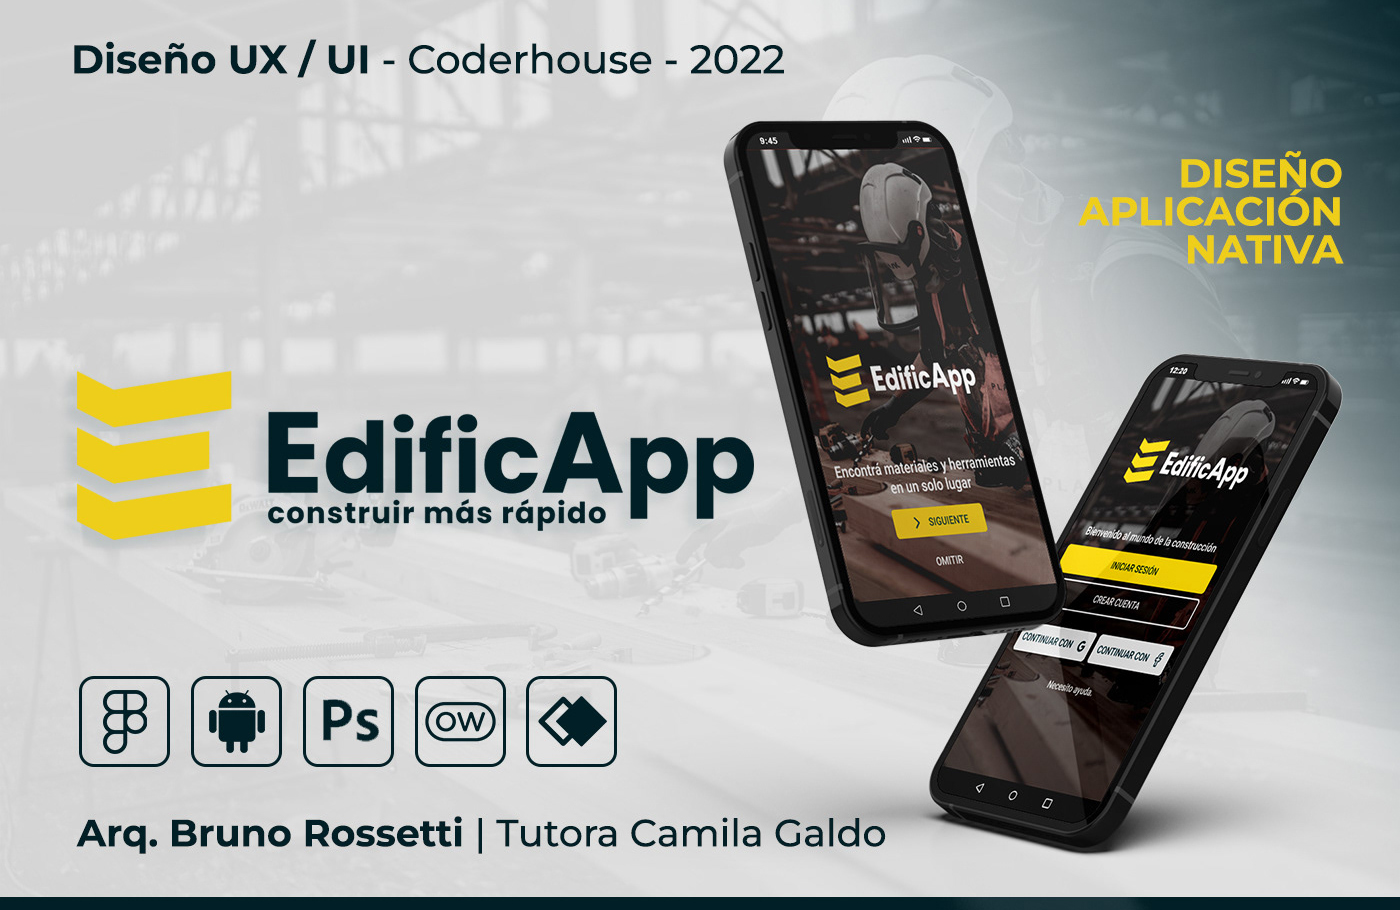 Diseño UX / UI - Coderhouse - 2022
DISEÑO
APLICACIÓN
NATIVA
EdificApp
construir más rápido
9:45
EdificApp
Encontrá materiales y herramientas
en un solo lugar
SIGUIENTE
OMITIR
12:20
EdificApp
Bienvenido al mundo de la construcción
INICIAR SESIÓN
CREAR CUENTA
CONTINUAR CON G
CONTINUAR CON
Necesito ayuda.
Ps
OW
Arq. Bruno Rossetti | Tutora Camila Galdo